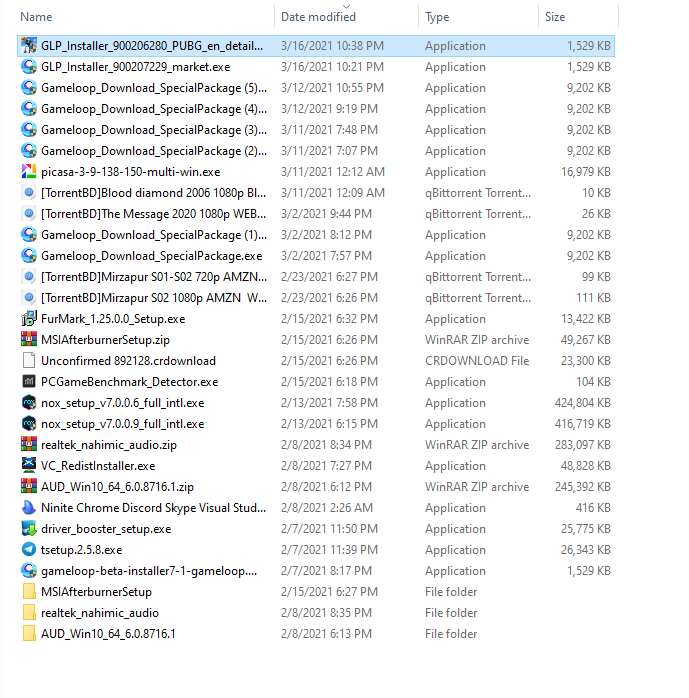 Name Date modified Type Size
GLP_Installer_900206280_PUBG_en_detail... 3/16/2021 10:38 PM Application 1,529 KB
GLP_Installer_900207229_market.exe 3/16/2021 10:21 PM Application 1,529 KB
Gameloop_Download_SpecialPackage (5)... 3/12/2021 10:55 PM Application 9,202 KB
Gameloop_Download_SpecialPackage (4)... 3/12/2021 9:19 PM Application 9,202 KB
Gameloop_Download_SpecialPackage (3)... 3/11/2021 7:48 PM Application 9,202 KB
Gameloop_Download_SpecialPackage (2)... 3/11/2021 7:07 PM Application 9,202 KB
picasa-3-9-138-150-multi-win.exe 3/11/2021 12:12 AM Application 16,979 KB
[TorrentBD]Blood diamond 2006 1080p Bl... 3/11/2021 12:09 AM qBittorrent Torrent... 10 KB
[TorrentBD]The Message 2020 1080p WEB... 3/2/2021 9:44 PM qBittorrent Torrent... 26 KB
Gameloop_Download_SpecialPackage (1)... 3/2/2021 8:12 PM Application 9,202 KB
Gameloop_Download_SpecialPackage.exe 3/2/2021 7:57 PM Application 9,202 KB
[TorrentBD]Mirzapur S01-S02 720p AMZN... 2/23/2021 6:27 PM qBittorrent Torrent... 99 KB
[TorrentBD]Mirzapur S02 1080p AMZN W... 2/23/2021 6:26 PM qBittorrent Torrent... 111 KB
FurMark_1.25.0.0_Setup.exe 2/15/2021 6:32 PM Application 13,422 KB
MSIAfterburnerSetup.zip 2/15/2021 6:26 PM WinRAR ZIP archive 49,267 KB
Unconfirmed 892128.crdownload 2/15/2021 6:26 PM CRDOWNLOAD File 23,300 KB
PCGameBenchmark_Detector.exe 2/15/2021 6:18 PM Application 104 KB
nox_setup_v7.0.0.6_full_intl.exe 2/13/2021 7:58 PM Application 424,804 KB
nox_setup_v7.0.0.9_full_intl.exe 2/13/2021 6:15 PM Application 416,719 KB
realtek_nahimic_audio.zip 2/8/2021 8:34 PM WinRAR ZIP archive 283,097 KB
VC_RedistInstaller.exe 2/8/2021 7:27 PM Application 48,828 KB
AUD_Win10_64_6.0.8716.1.zip 2/8/2021 6:12 PM WinRAR ZIP archive 245,392 KB
Ninite Chrome Discord Skype Visual Stud... 2/8/2021 2:26 AM Application 416 KB
driver_booster_setup.exe 2/7/2021 11:50 PM Application 25,775 KB
tsetup.2.5.8.exe 2/7/2021 11:39 PM Application 26,343 KB
gameloop-beta-installer7-1-gameloop.... 2/7/2021 8:17 PM Application 1,529 KB
MSIAfterburnerSetup 2/15/2021 6:27 PM File folder
realtek_nahimic_audio 2/8/2021 8:35 PM File folder
AUD_Win10_64_6.0.8716.1 2/8/2021 6:13 PM File folder